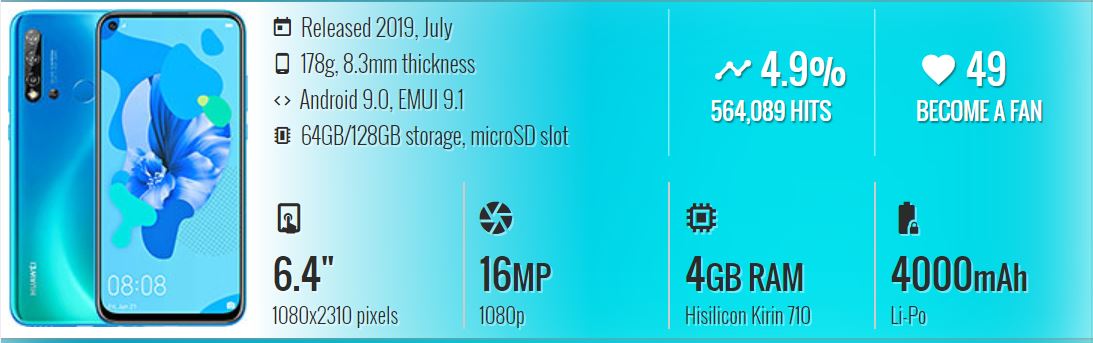 Released 2019, July
178g, 8.3mm thickness
Android 9.0, EMUI 9.1
64GB/128GB storage, microSD slot
4.9%
564,089 HITS
49
BECOME A FAN
HUAWEI
08:08
6.4"
1080x2310 pixels
16MP
1080p
4GB RAM
Hisilicon Kirin 710
4000mAh
Li-Po